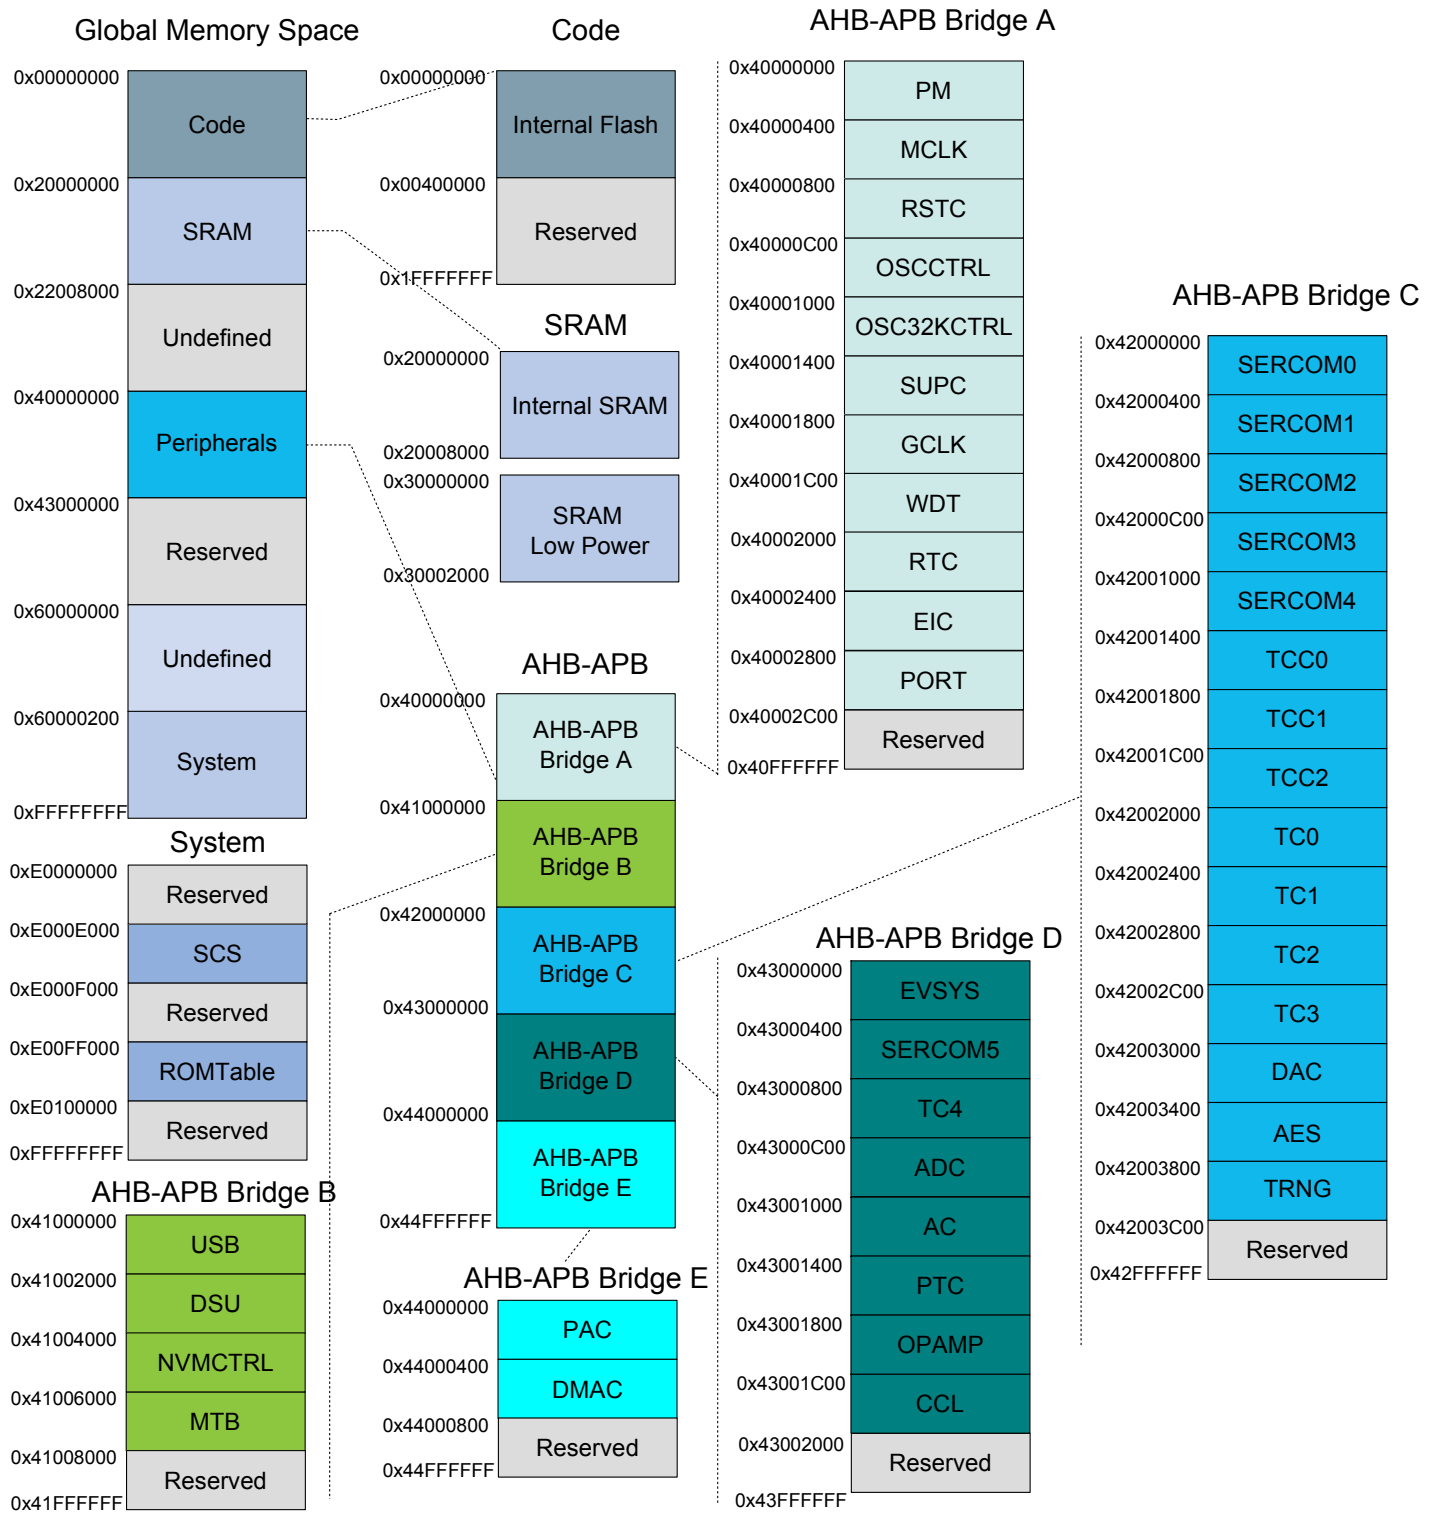 Global Memory Space
0x00000000
Code
0x20000000
SRAM
0x22008000
Undefined
0x40000000
Peripherals
0x43000000
Reserved
0x60000000
Undefined
0x60000200
System
0xFFFFFFFF
System
0xE0000000
Reserved
0xE000E000
SCS
0xE000F000
Reserved
0xE00FF000
ROMTable
0xE0100000
Reserved
0xFFFFFFFF
AHB-APB Bridge B
0x41000000
USB
0x41002000
DSU
0x41004000
NVMCTRL
0x41006000
MTB
0x41008000
Reserved
0x41FFFFFF
Code
0x00000000
Internal Flash
0x00400000
Reserved
0x1FFFFFFF
SRAM
0x20000000
Internal SRAM
0x20008000
0x30000000
SRAM
Low Power
0x30002000
AHB-APB
0x40000000
AHB-APB
Bridge A
0x41000000
AHB-APB
Bridge B
0x42000000
AHB-APB
Bridge C
0x43000000
AHB-APB
Bridge D
0x44000000
AHB-APB
Bridge E
0x44FFFFFF
AHB-APB Bridge E
0x44000000
PAC
0x44000400
DMAC
0x44000800
Reserved
0x44FFFFFF
AHB-APB Bridge A
0x40000000
PM
0x40000400
MCLK
0x40000800
RSTC
0x40000C00
OSCCTRL
0x40001000
OSC32KCTRL
0x40001400
SUPC
0x40001800
GCLK
0x40001C00
WDT
0x40002000
RTC
0x40002400
EIC
0x40002800
PORT
0x40002C00
Reserved
0x40FFFFFF
AHB-APB Bridge D
0x43000000
EVSYS
0x43000400
SERCOM5
0x43000800
TC4
0x43000C00
ADC
0x43001000
AC
0x43001400
PTC
0x43001800
OPAMP
0x43001C00
CCL
0x43002000
Reserved
0x43FFFFFF
AHB-APB Bridge C
0x42000000
SERCOM0
0x42000400
SERCOM1
0x42000800
SERCOM2
0x42000C00
SERCOM3
0x42001000
SERCOM4
0x42001400
TCC0
0x42001800
TCC1
0x42001C00
TCC2
0x42002000
TC0
0x42002400
TC1
0x42002800
TC2
0x42002C00
TC3
0x42003000
DAC
0x42003400
AES
0x42003800
TRNG
0x42003C00
Reserved
0x42FFFFFF